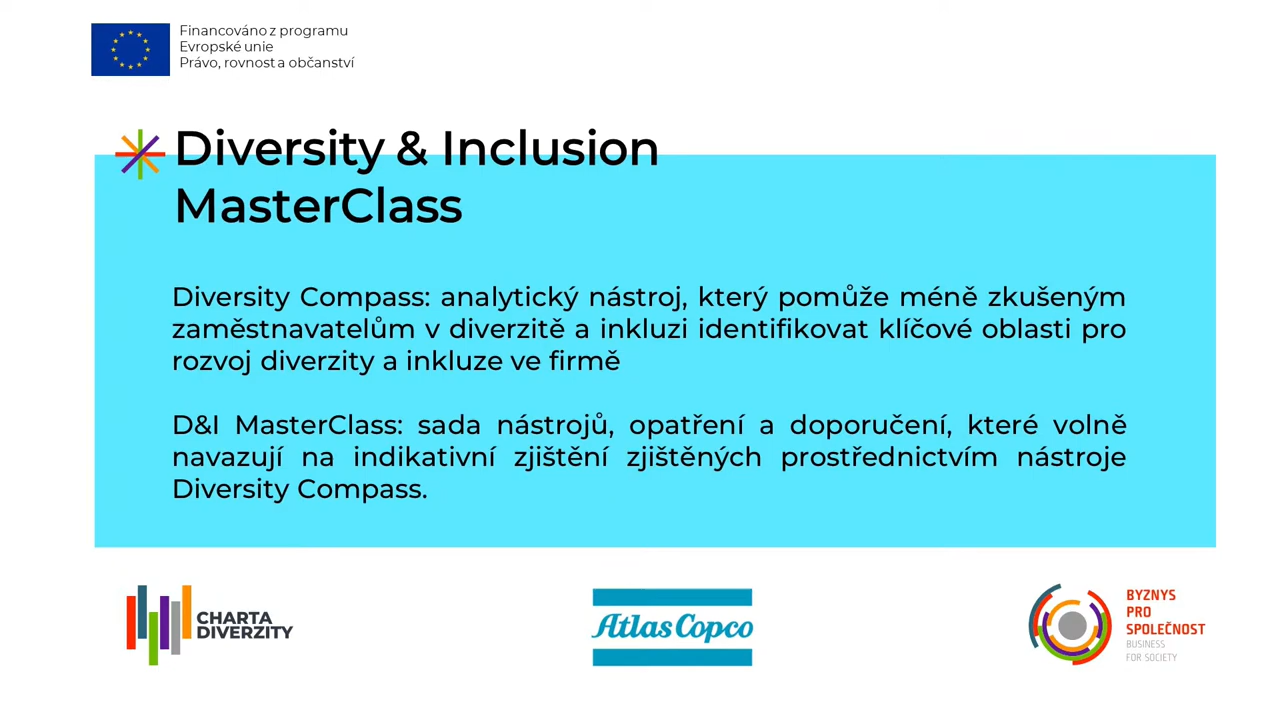 Financováno z programu
Evropské unie
Právo, rovnost a občanství
Diversity & Inclusion
MasterClass
Diversity Compass: analytický nástroj, který pomůže méně zkušeným
zaměstnavatelům v diverzitě a inkluzi identifikovat klíčové oblasti pro
rozvoj diverzity a inkluze ve firmě
D&I MasterClass: sada nástrojů, opatření a doporučení, které volně
navazují na indikativní zjištění zjištěných prostřednictvím nástroje
Diversity Compass.
CHARTA
DIVERZITY
Atlas Copco
BYZNYS
PRO
SPOLEČNOST
BUSINESS
FOR SOCIETY